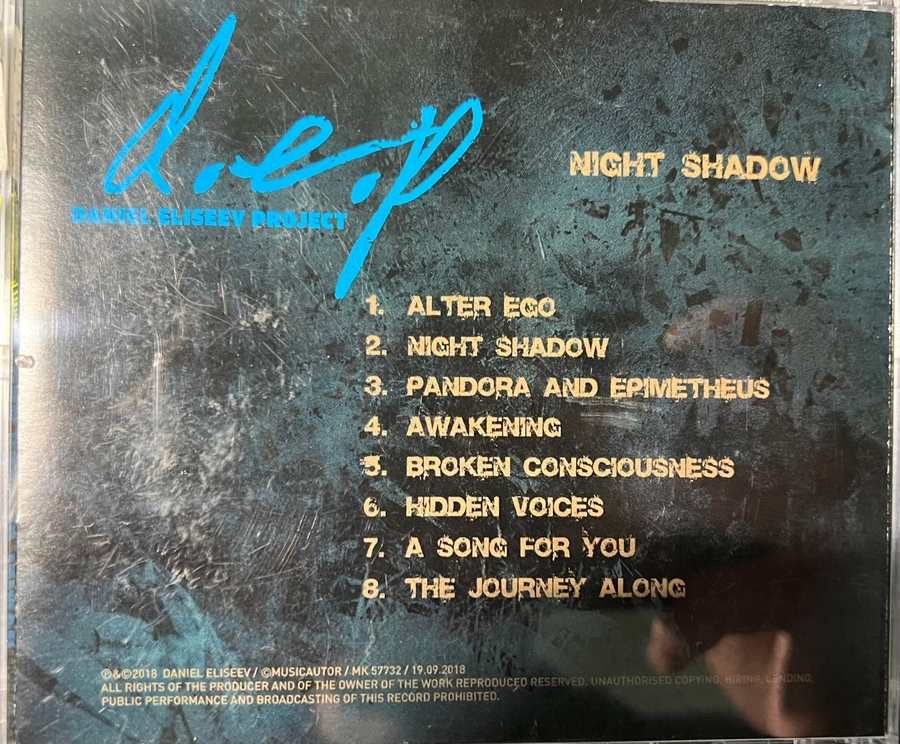 d.e.p
DANIEL ELISEEV PROJECT
NIGHT SHADOW
1. ALTER EGO
2. NIGHT SHADOW
3. PANDORA AND EPIMETHEUS
4. AWAKENING
5. BROKEN CONSCIOUSNESS
6. HIDDEN VOICES
7. A SONG FOR YOU
8. THE JOURNEY ALONG
℗&©2018 DANIEL ELISEEV / ©MUSICAUTOR / MK 57732 / 19.09.2018
ALL RIGHTS OF THE PRODUCER AND OF THE OWNER OF THE WORK REPRODUCED RESERVED. UNAUTHORISED COPYING, HIRING, LENDING,
PUBLIC PERFORMANCE AND BROADCASTING OF THIS RECORD PROHIBITED.